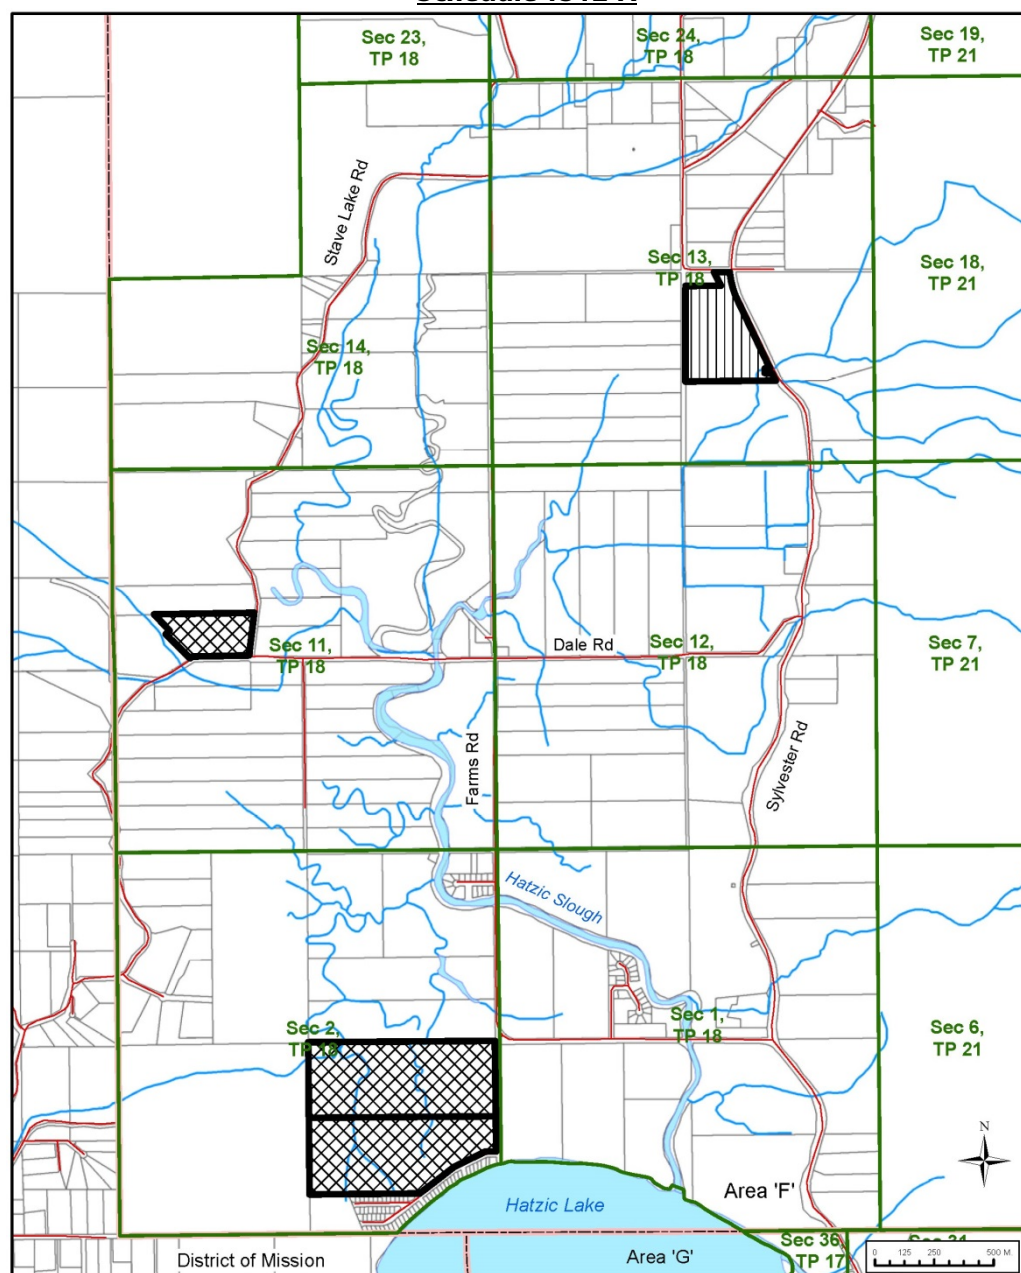 Sec 23,
TP 18
Sec 24,
TP 18
Sec 19,
TP 21
Stave Lake Rd
Sec 13,
TP 18
Sec 18,
TP 21
Sec 14,
TP 18
Sec 11,
TP 18
Dale Rd
Sec 12,
TP 18
Sec 7,
TP 21
Farms Rd
Sylvester Rd
Hatzic Slough
Sec 2,
TP 18
Sec 1,
TP 18
Sec 6,
TP 21
N
Area 'F'
Hatzic Lake
Sec 36
TP 17
District of Mission
Area 'G'
0 125 250 500 M.